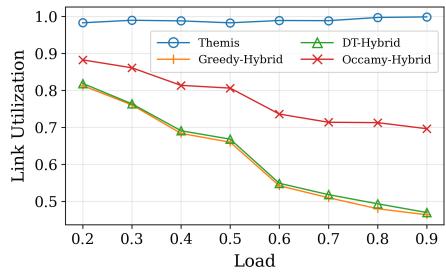 1.0
0.9
0.8
0.7
0.6
0.5
Link Utilization
Themis
Greedy-Hybrid
DT-Hybrid
Occamy-Hybrid
0.2 0.3 0.4 0.5 0.6 0.7 0.8 0.9
Load